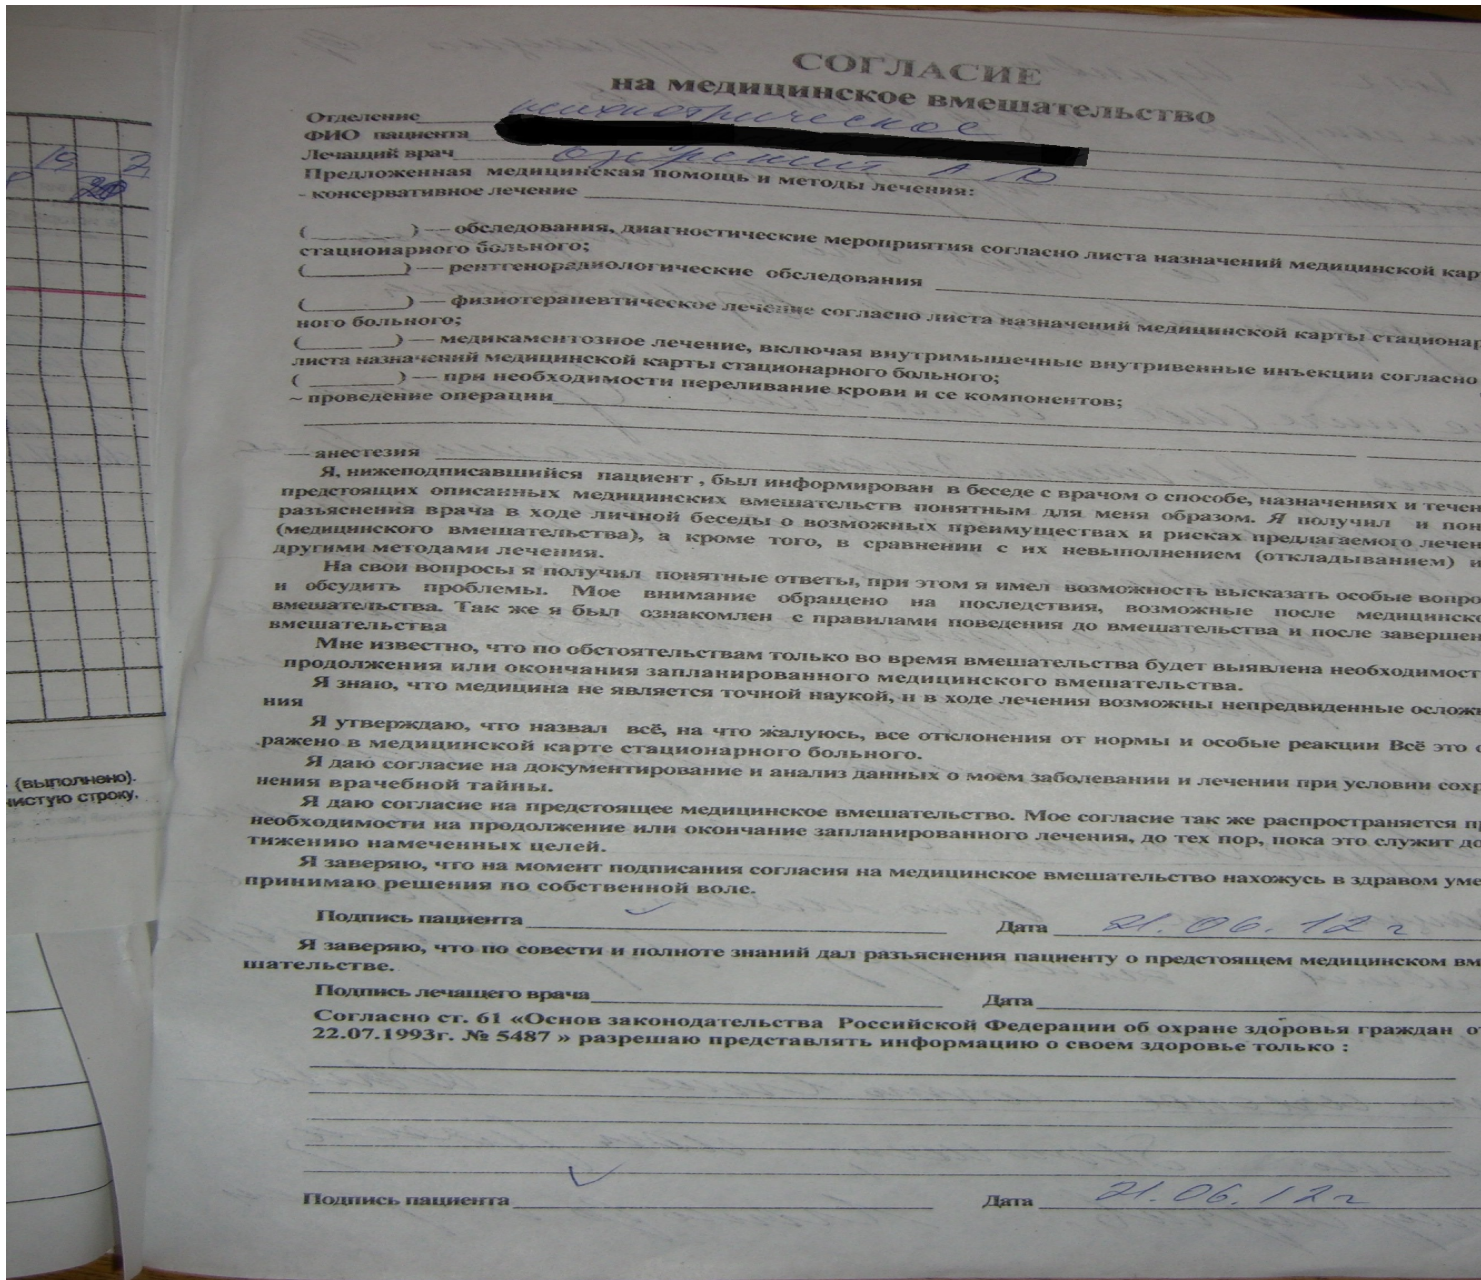 СОГЛАСИЕ
на медицинское вмешательство
Отделение психиотрическое
ФИО пациента
Лечащий врач
Предложенная медицинская помощь и методы лечения:
- консервативное лечение
(________) — обследования, диагностические мероприятия согласно листа назначений медицинской кар
стационарного больного;
(________) — рентгенорадиологические обследования
(________) — физиотерапевтическое лечение согласно листа назначений медицинской карты стационар
ного больного;
(________) — медикаментозное лечение, включая внутримышечные внутривенные инъекции согласно
листа назначений медицинской карты стационарного больного;
(________) — при необходимости переливание крови и се компонентов;
~ проведение операции
— анестезия
Я, нижеподписавшийся пациент , был информирован в беседе с врачом о способе, назначениях и течен
предстоящих описанных медицинских вмешательств понятным для меня образом. Я получил и пон
разъяснения врача в ходе личной беседы о возможных преимуществах и рисках предлагаемого лечен
(медицинского вмешательства), а кроме того, в сравнении с их невыполнением (откладыванием) и
другими методами лечения.
На свои вопросы я получил понятные ответы, при этом я имел возможность высказать особые вопро
и обсудить проблемы. Мое внимание обращено на последствия, возможные после медицинско
вмешательства. Так же я был ознакомлен с правилами поведения до вмешательства и после завершен
вмешательства
Мне известно, что по обстоятельствам только во время вмешательства будет выявлена необходимост
продолжения или окончания запланированного медицинского вмешательства.
Я знаю, что медицина не является точной наукой, и в ходе лечения возможны непредвиденные осложн
ния
Я утверждаю, что назвал всё, на что жалуюсь, все отклонения от нормы и особые реакции Всё это о
ражено в медицинской карте стационарного больного.
Я даю согласие на документирование и анализ данных о моем заболевании и лечении при условии сохр
нения врачебной тайны.
Я даю согласие на предстоящее медицинское вмешательство. Мое согласие так же распространяется пр
необходимости на продолжение или окончание запланированного лечения, до тех пор, пока это служит до
тижению намеченных целей.
Я заверяю, что на момент подписания согласия на медицинское вмешательство нахожусь в здравом уме
принимаю решения по собственной воле.
Подпись пациента Дата 21.06.12 г
Я заверяю, что по совести и полноте знаний дал разъяснения пациенту о предстоящем медицинском вм
шательстве.
Подпись лечащего врача Дата
Согласно ст. 61 «Основ законодательства Российской Федерации об охране здоровья граждан о
22.07.1993г. № 5487 » разрешаю представлять информацию о своем здоровье только :
Подпись пациента Дата 21.06.12 г
19 2
20
(выполнено).
чистую строку.